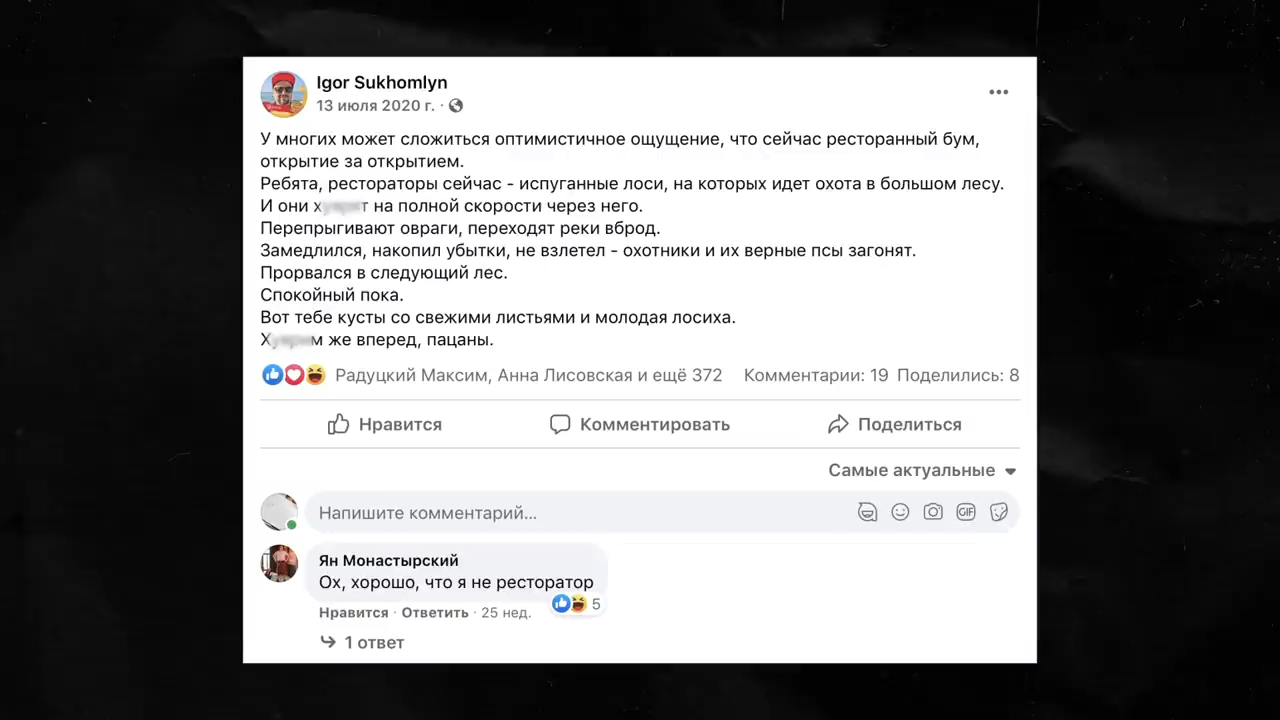 Igor Sukhomlyn
13 июля 2020 г. ·
У многих может сложиться оптимистичное ощущение, что сейчас ресторанный бум,
открытие за открытием.
Ребята, рестораторы сейчас - испуганные лоси, на которых идет охота в большом лесу.
И они на полной скорости через него.
Перепрыгивают овраги, переходят реки вброд.
Замедлился, накопил убытки, не взлетел - охотники и их верные псы загонят.
Прорвался в следующий лес.
Спокойный пока.
Вот тебе кусты со свежими листьями и молодая лосиха.
же вперед, пацаны.
Радуцкий Максим, Анна Лисовская и ещё 372 Комментарии: 19 Поделились: 8
Нравится Комментировать Поделиться
Самые актуальные
Напишите комментарий... GIF
Ян Монастырский
Ох, хорошо, что я не ресторатор
Нравится · Ответить · 25 нед. 5
1 ответ